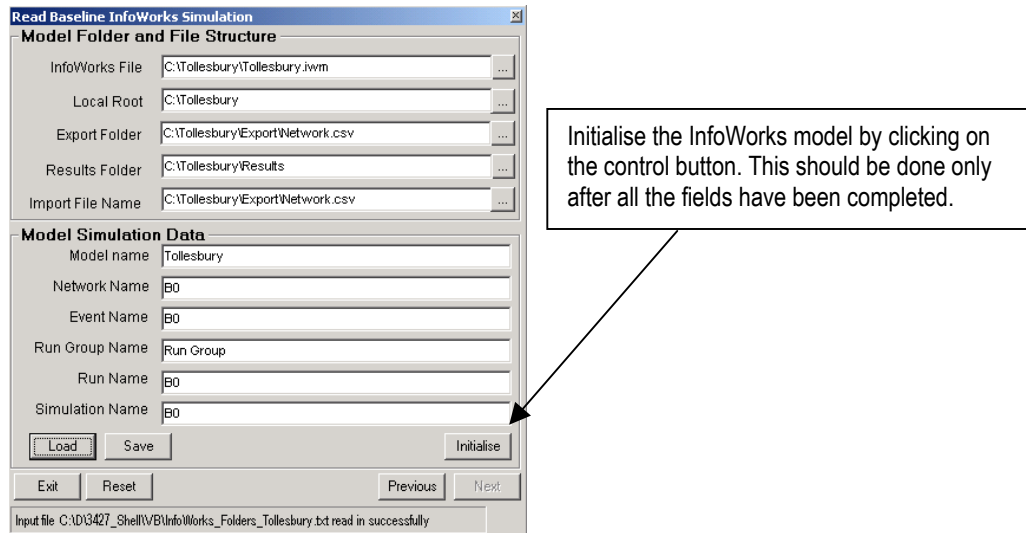 Read Baseline InfoWorks Simulation
Model Folder and File Structure
InfoWorks File C:\Tollesbury\Tollesbury.iwm ...
Local Root C:\Tollesbury ...
Export Folder C:\Tollesbury\Export\Network.csv ...
Results Folder C:\Tollesbury\Results ...
Import File Name C:\Tollesbury\Export\Network.csv ...
Model Simulation Data
Model name Tollesbury
Network Name B0
Event Name B0
Run Group Name Run Group
Run Name B0
Simulation Name B0
Load Save Initialise
Exit Reset Previous Next
Input file C:\D\3427_Shell\VB\InfoWorks_Folders_Tollesbury.txt read in successfully
Initialise the InfoWorks model by clicking on
the control button. This should be done only
after all the fields have been completed.